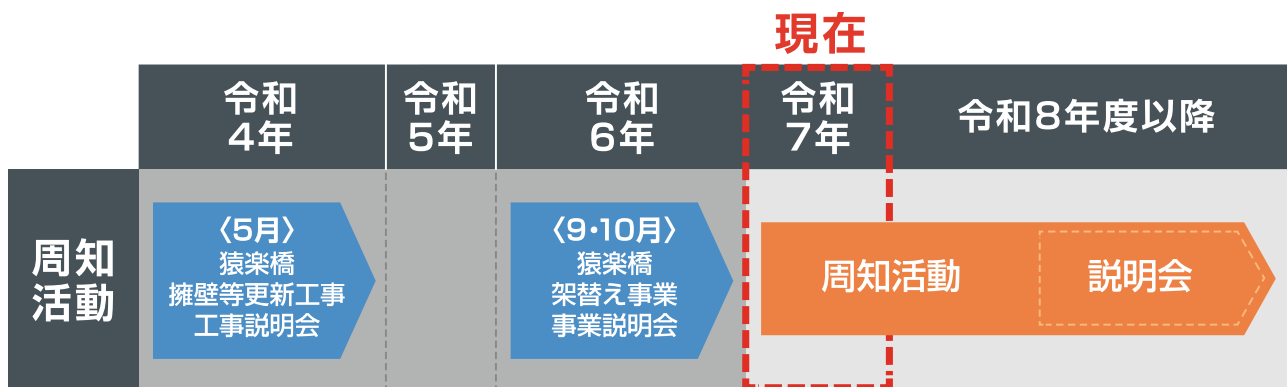 現在
令和
4年
令和
5年
令和
6年
令和
7年
令和8年度以降
周知
活動
〈5月〉
猿楽橋
擁壁等更新工事
工事説明会
〈9・10月〉
猿楽橋
架替え事業
事業説明会
周知活動
説明会